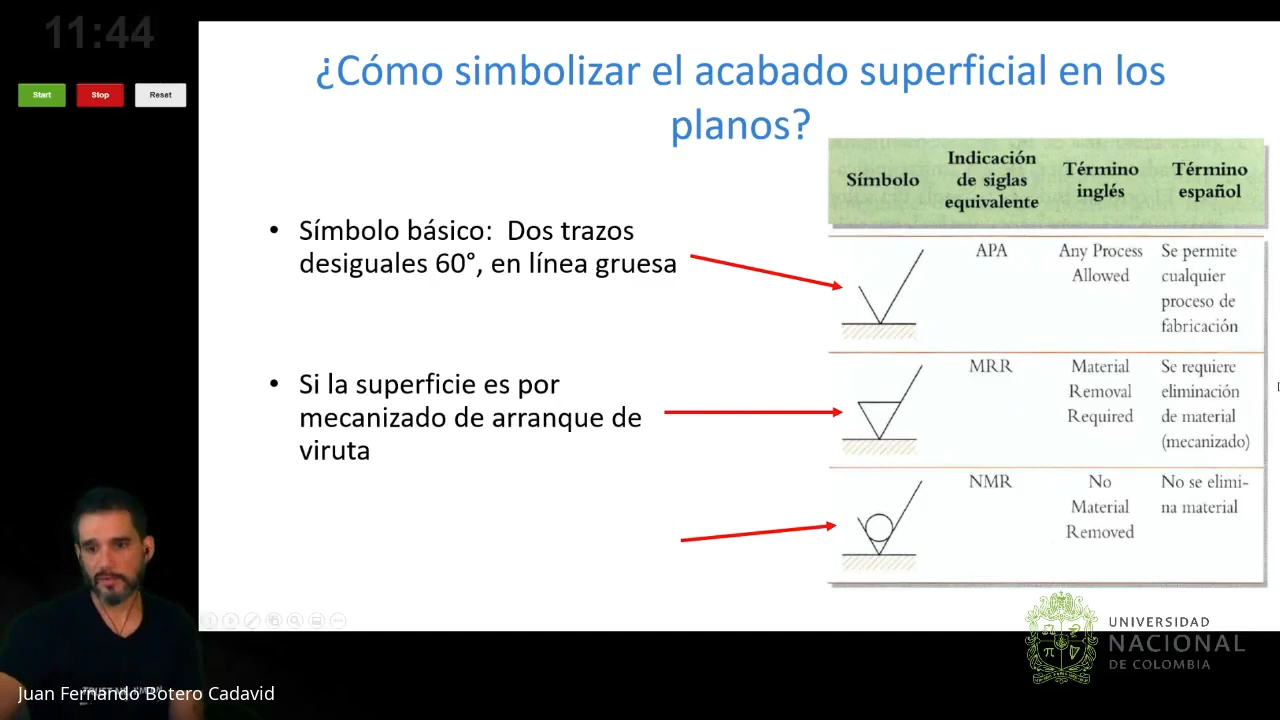 11:44
Start
Stop
Reset
¿Cómo simbolizar el acabado superficial en los
planos?
• Símbolo básico: Dos trazos
desiguales 60°, en línea gruesa
• Si la superficie es por
mecanizado de arranque de
viruta
Símbolo
Indicación
de siglas
equivalente
Término
inglés
Término
español
APA
Any Process
Allowed
Se permite
cualquier
proceso de
fabricación
MRR
Material
Removal
Required
Se requiere
eliminación
de material
(mecanizado)
NMR
No
Material
Removed
No se elimi-
na material
UNIVERSIDAD
NACIONAL
DE COLOMBIA
Juan Fernando Botero Cadavid